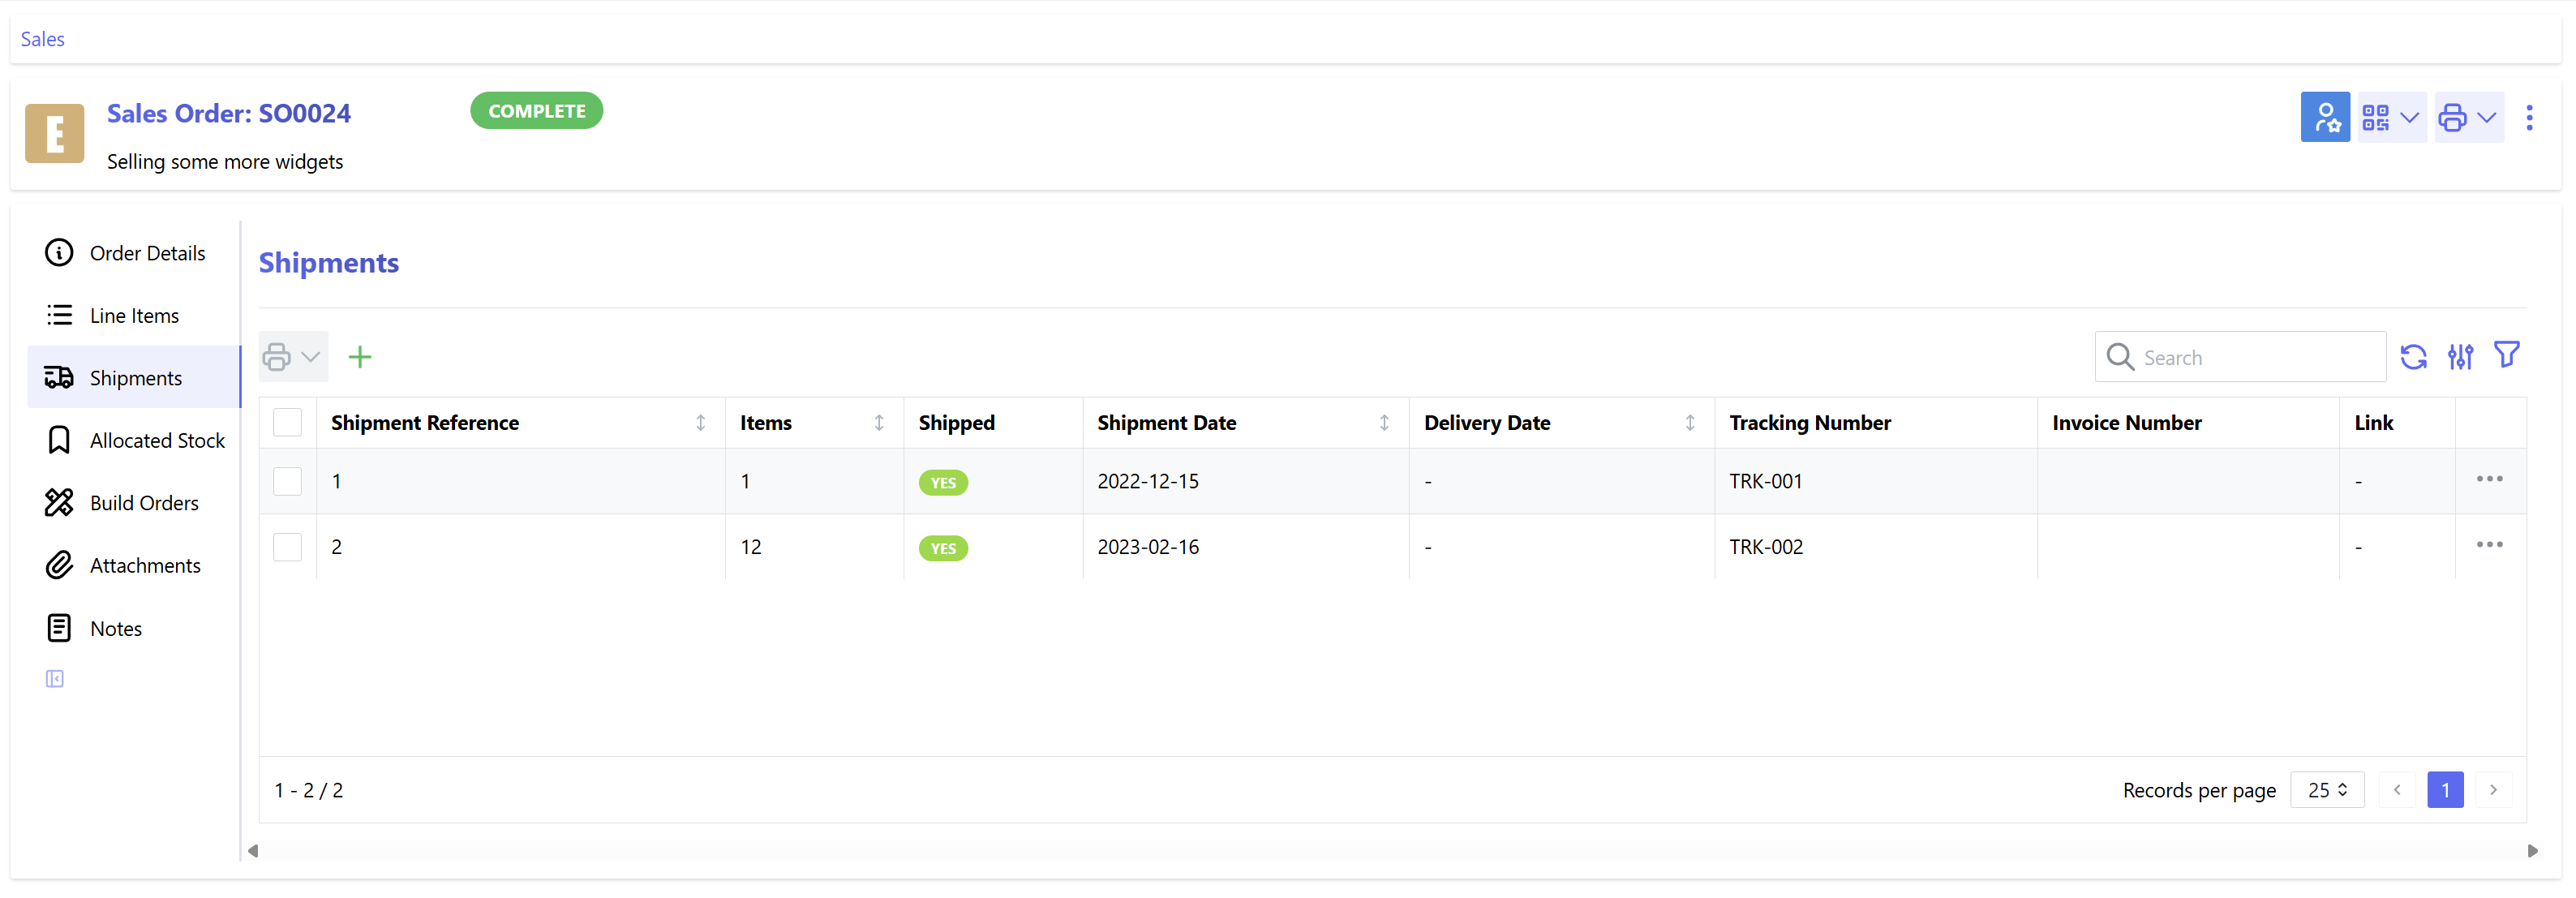 Sales
E
Sales Order: SO0024
COMPLETE
Selling some more widgets
Order Details
Line Items
Shipments
Allocated Stock
Build Orders
Attachments
Notes
Shipments
Search
Shipment Reference Items Shipped Shipment Date Delivery Date Tracking Number Invoice Number Link
1 1 YES 2022-12-15 - TRK-001 -
2 12 YES 2023-02-16 - TRK-002 -
1 - 2 / 2
Records per page 25 1